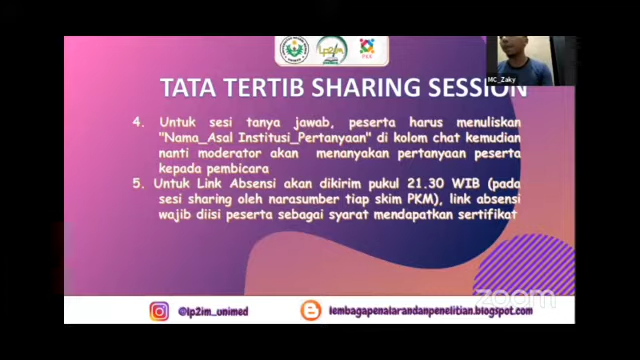 lp2im
PKM
MC_Zaky
TATA TERTIB SHARING SESSION
4. Untuk sesi tanya jawab, peserta harus menuliskan
"Nama_Asal Institusi_Pertanyaan" di kolom chat kemudian
nanti moderator akan menanyakan pertanyaan peserta
kepada pembicara
5. Untuk Link Absensi akan dikirim pukul 21.30 WIB (pada
sesi sharing oleh narasumber tiap skim PKM), link absensi
wajib diisi peserta sebagai syarat mendapatkan sertifikat
zoom
@lp2im_unimed
lembagapenalarandanpenelitian.blogspot.com